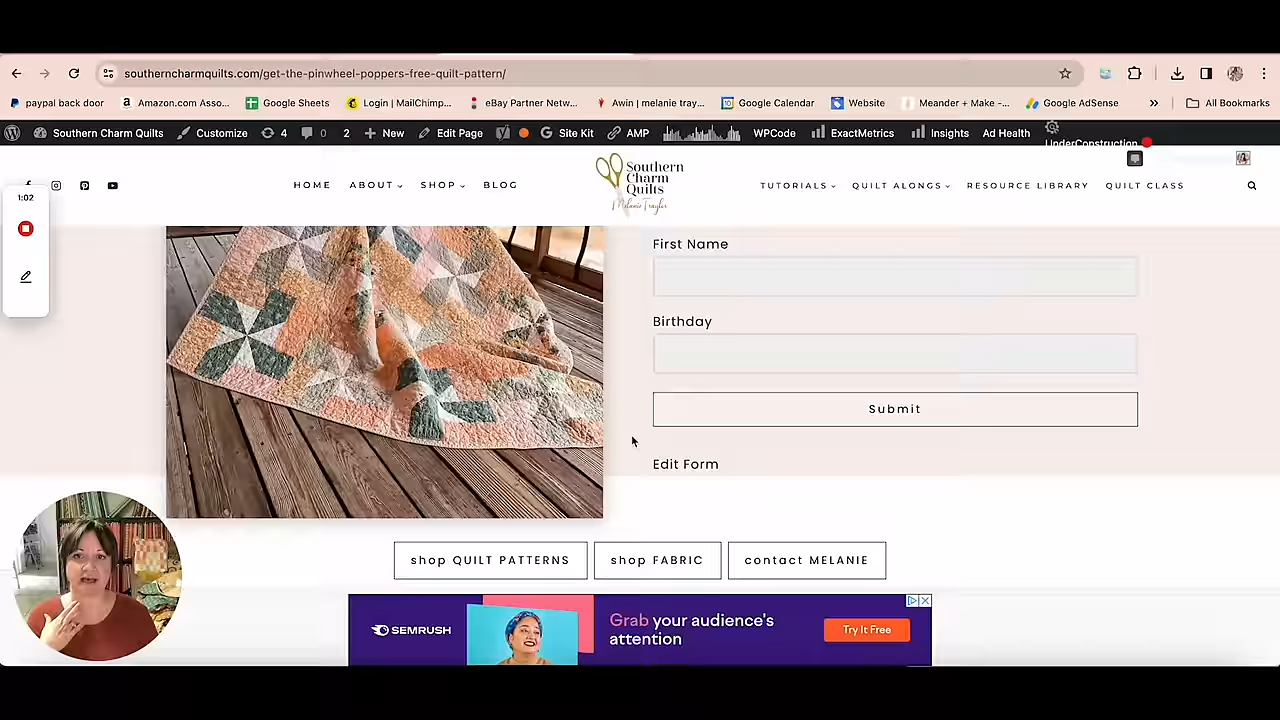 southerncharmquilts.com/get-the-pinwheel-poppers-free-quilt-pattern/
paypal back door Amazon.com Asso... Google Sheets Login | MailChimp... eBay Partner Netw... Awin | melanie tray... Google Calendar Website Meander + Make -... Google AdSense » All Bookmarks
Southern Charm Quilts Customize 4 0 2 New Edit Page Site Kit AMP WPCode ExactMetrics Insights Ad Health UnderConstruction
HOME ABOUT SHOP BLOG
Southern
Charm
Quilts
Melanie Traylor
TUTORIALS QUILT ALONGS RESOURCE LIBRARY QUILT CLASS
1:02
First Name
Birthday
Submit
Edit Form
shop QUILT PATTERNS shop FABRIC contact MELANIE
SEMRUSH
Grab your audience's
attention
Try It Free